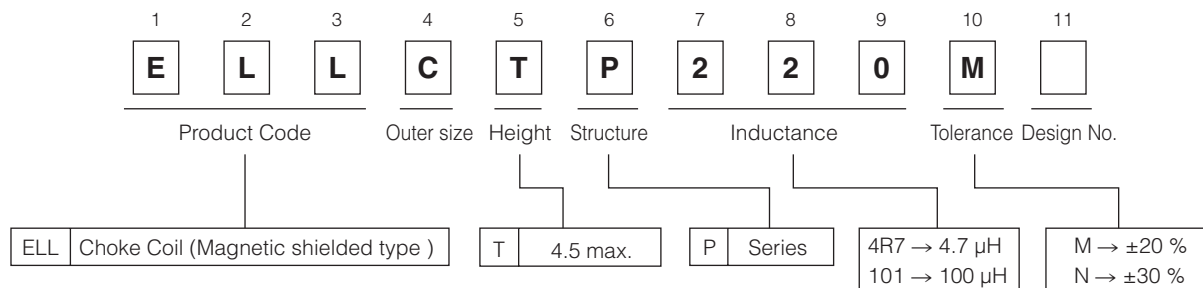 1 2 3 4 5 6 7 8 9 10 11
E L L C T P 2 2 0 M
Product Code Outer size Height Structure Inductance Tolerance Design No.
ELL Choke Coil (Magnetic shielded type )
T 4.5 max.
P Series
4R7 → 4.7 µH
101 → 100 µH
M → ±20 %
N → ±30 %